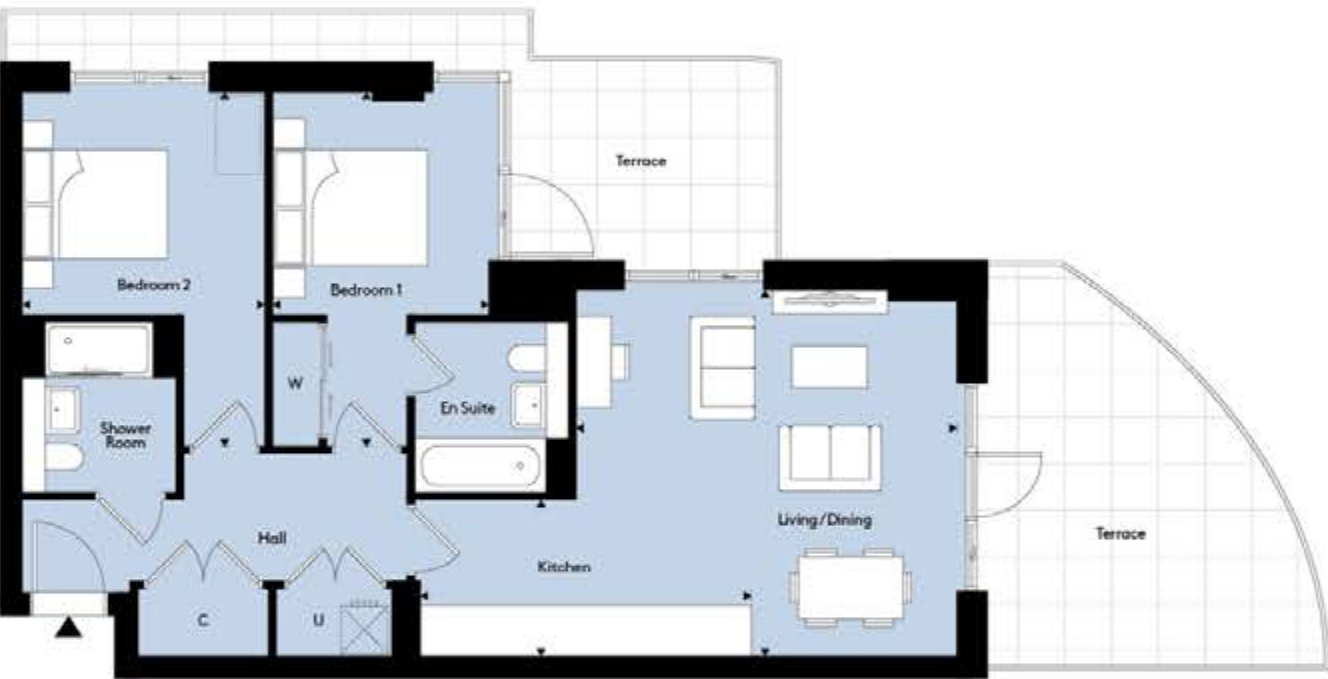 Terrace
Bedroom 2
Bedroom 1
W
En Suite
Shower
Room
Living/Dining
Terrace
Hall
Kitchen
C
U